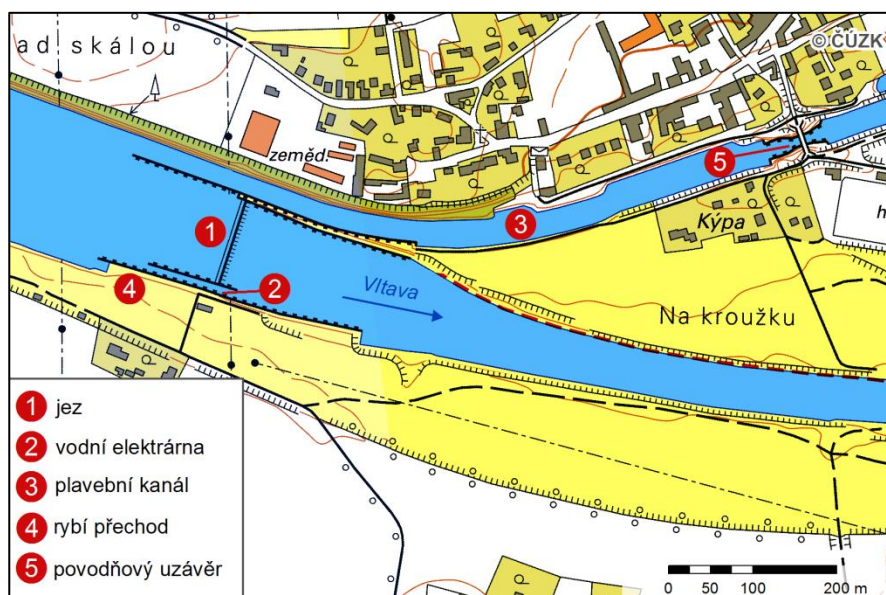 ad skálou
© ČÚZK
zeměd.
5
1
3
Kýpa
h
2
Vltava
4
Na kroužku
1 jez
2 vodní elektrárna
3 plavební kanál
4 rybí přechod
5 povodňový uzávěr
0 50 100 200 m